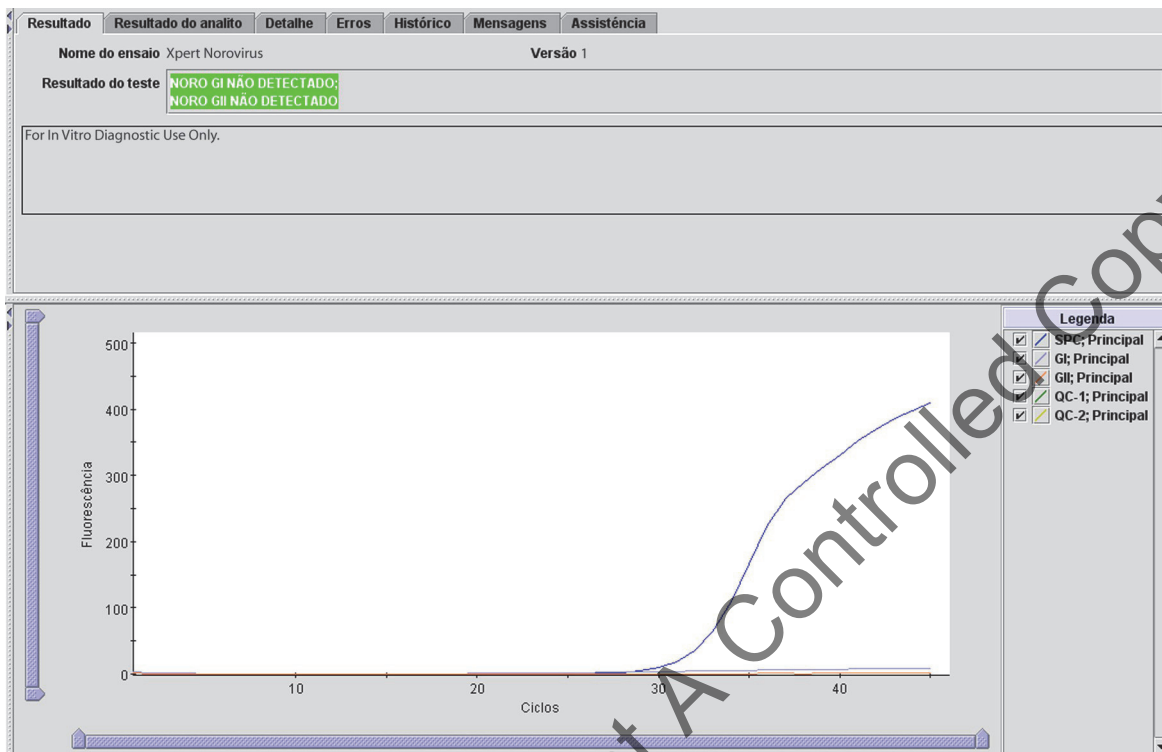 Resultado Resultado do analito Detalhe Erros Histórico Mensagens Assisténcia
Nome do ensaio Xpert Norovirus Versão 1
Resultado do teste NORO GI NÃO DETECTADO;
NORO GII NÃO DETECTADO
For In Vitro Diagnostic Use Only.
Legenda
SPC; Principal
GI; Principal
GII; Principal
QC-1; Principal
QC-2; Principal
500
400
300
200
100
0
Fluorescência
10 20 30 40
Ciclos
t A Controlled Cop